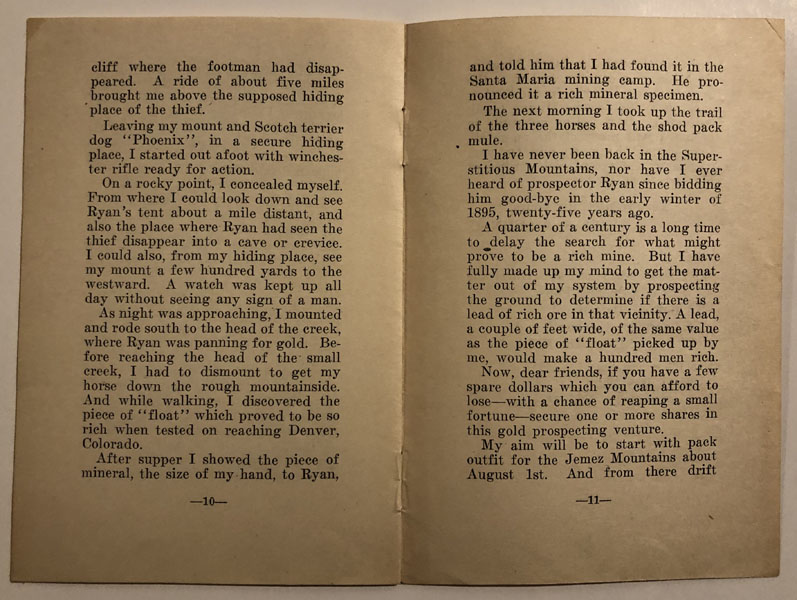 cliff where the footman had disap-
peared. A ride of about five miles
brought me above the supposed hiding
place of the thief.
Leaving my mount and Scotch terrier
dog "Phoenix", in a secure hiding
place, I started out afoot with winches-
ter rifle ready for action.
On a rocky point, I concealed myself.
From where I could look down and see
Ryan's tent about a mile distant, and
also the place where Ryan had seen the
thief disappear into a cave or crevice.
I could also, from my hiding place, see
my mount a few hundred yards to the
westward. A watch was kept up all
day without seeing any sign of a man.
As night was approaching, I mounted
and rode south to the head of the creek,
where Ryan was panning for gold. Be-
fore reaching the head of the small
creek, I had to dismount to get my
horse down the rough mountainside.
And while walking, I discovered the
piece of "float" which proved to be so
rich when tested on reaching Denver,
Colorado.
After supper I showed the piece of
mineral, the size of my hand, to Ryan,
—10—
and told him that I had found it in the
Santa Maria mining camp. He pro-
nounced it a rich mineral specimen.
The next morning I took up the trail
of the three horses and the shod pack
mule.
I have never been back in the Super-
stitious Mountains, nor have I ever
heard of prospector Ryan since bidding
him good-bye in the early winter of
1895, twenty-five years ago.
A quarter of a century is a long time
to delay the search for what might
prove to be a rich mine. But I have
fully made up my mind to get the mat-
ter out of my system by prospecting
the ground to determine if there is a
lead of rich ore in that vicinity. A lead,
a couple of feet wide, of the same value
as the piece of "float" picked up by
me, would make a hundred men rich.
Now, dear friends, if you have a few
spare dollars which you can afford to
lose—with a chance of reaping a small
fortune—secure one or more shares in
this gold prospecting venture.
My aim will be to start with pack
outfit for the Jemez Mountains about
August 1st. And from there drift
—11—